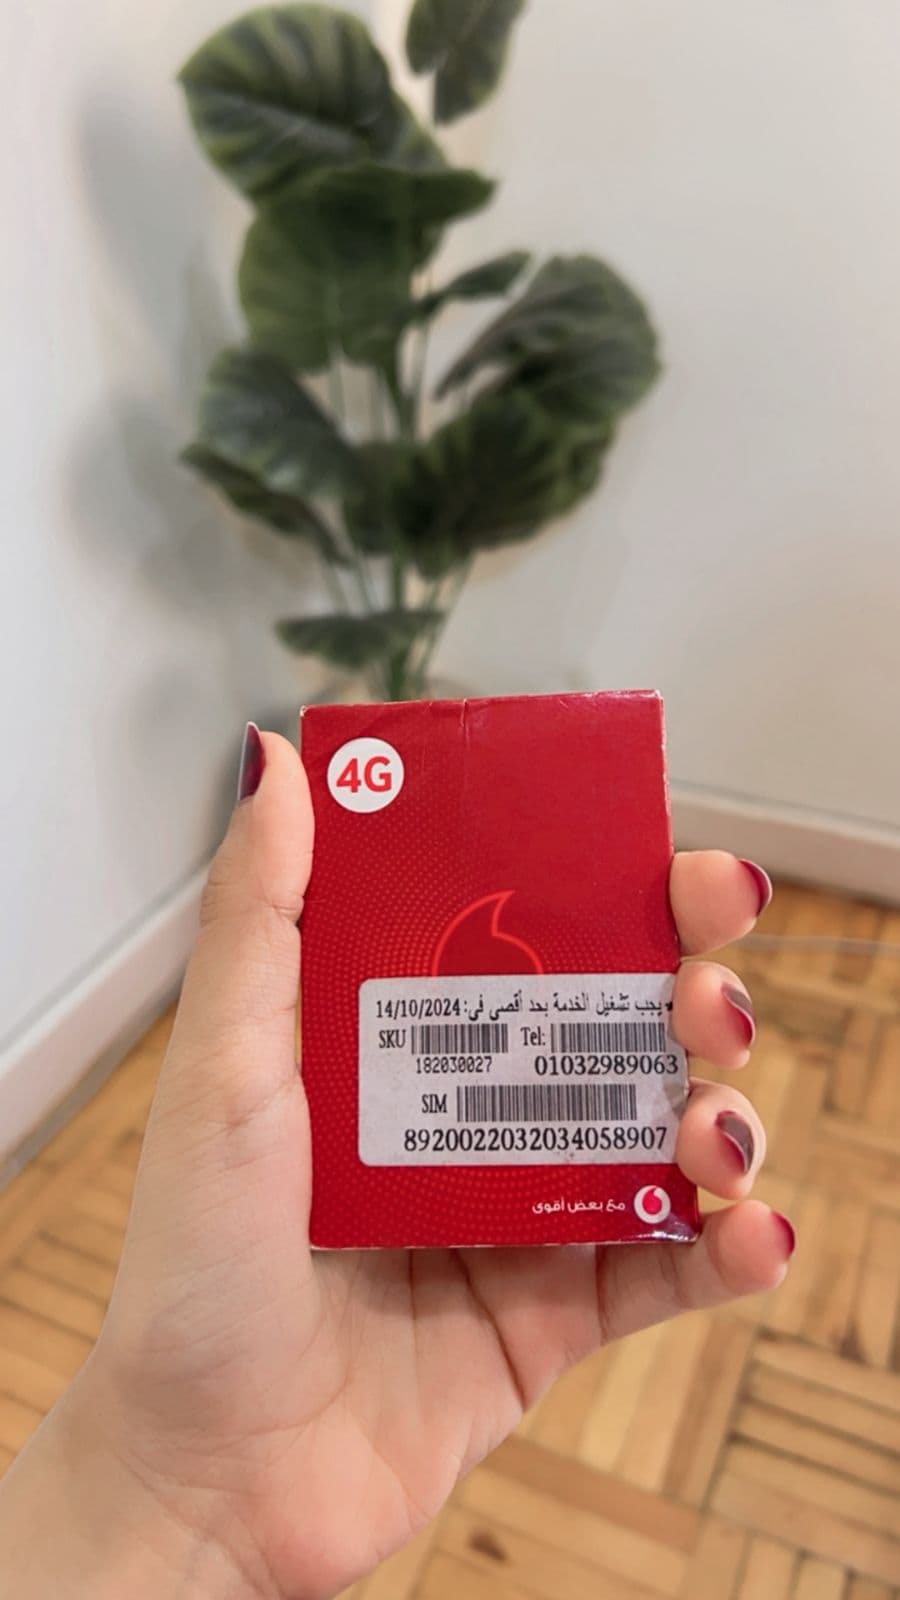 4G
يجب تشغيل الخدمة بحد أقصى في: 14/10/2024
SKU Tel:
182030027 01032989063
SIM
8920022032034058907
مع بعض أقوى